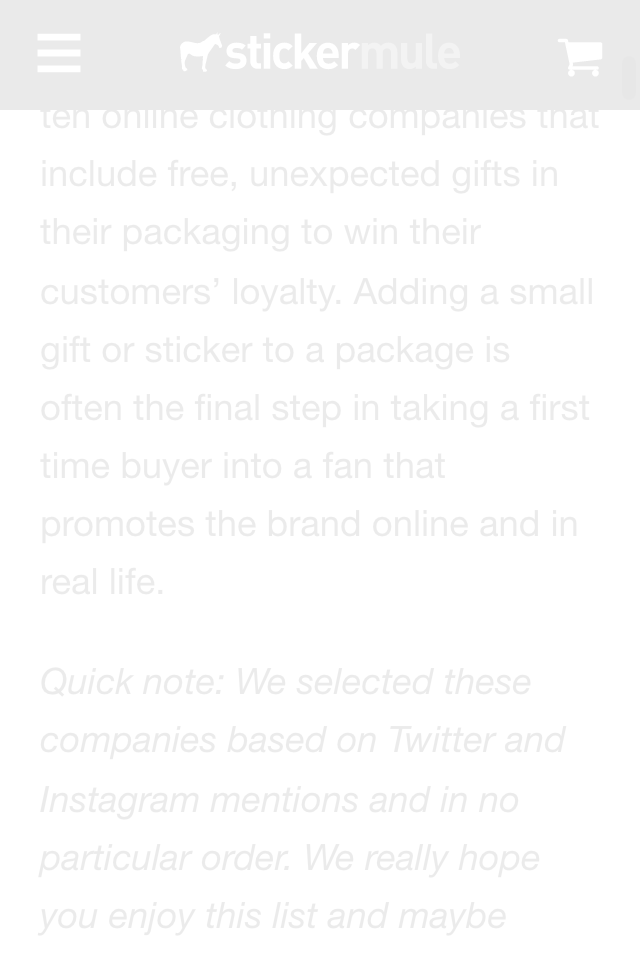 stickermule
ten online clothing companies that
include free, unexpected gifts in
their packaging to win their
customers’ loyalty. Adding a small
gift or sticker to a package is
often the final step in taking a first
time buyer into a fan that
promotes the brand online and in
real life.
Quick note: We selected these
companies based on Twitter and
Instagram mentions and in no
particular order. We really hope
you enjoy this list and maybe